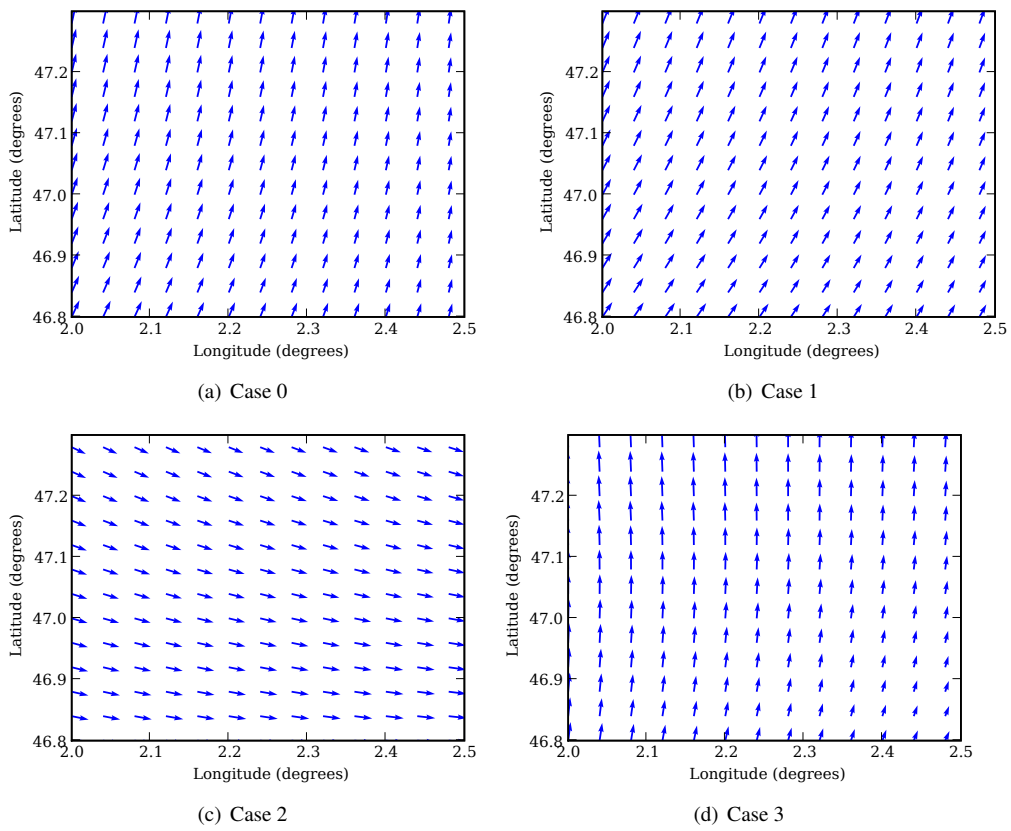 47.2
47.1
47.0
46.9
46.8
Latitude (degrees)
2.0 2.1 2.2 2.3 2.4 2.5
Longitude (degrees)
(a) Case 0
47.2
47.1
47.0
46.9
46.8
Latitude (degrees)
2.0 2.1 2.2 2.3 2.4 2.5
Longitude (degrees)
(b) Case 1
47.2
47.1
47.0
46.9
46.8
Latitude (degrees)
2.0 2.1 2.2 2.3 2.4 2.5
Longitude (degrees)
(c) Case 2
47.2
47.1
47.0
46.9
46.8
Latitude (degrees)
2.0 2.1 2.2 2.3 2.4 2.5
Longitude (degrees)
(d) Case 3